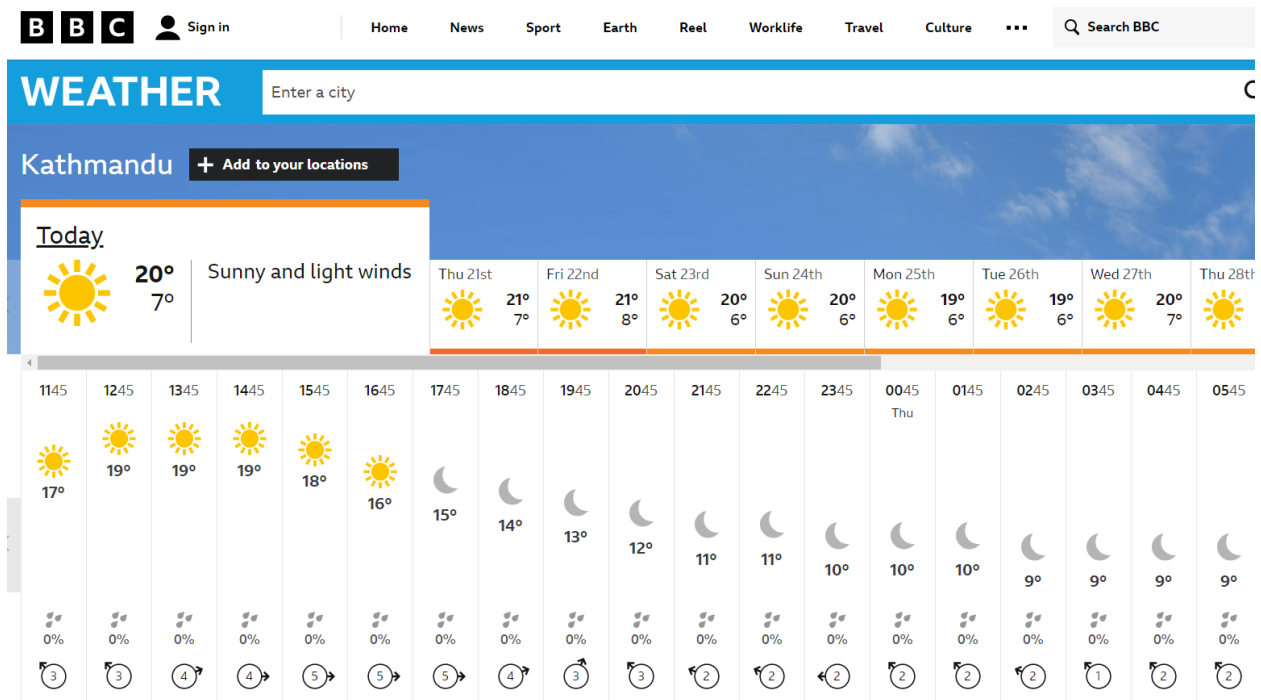 BBC Sign in Home News Sport Earth Reel Worklife Travel Culture Search BBC
WEATHER Enter a city
Kathmandu + Add to your locations
Today
20° Sunny and light winds
7°
Thu 21st Fri 22nd Sat 23rd Sun 24th Mon 25th Tue 26th Wed 27th Thu 28th
21° 21° 20° 20° 19° 19° 20°
7° 8° 6° 6° 6° 6° 7°
1145 1245 1345 1445 1545 1645 1745 1845 1945 2045 2145 2245 2345 0045 0145 0245 0345 0445 0545
Thu
17° 19° 19° 19° 18° 16° 15° 14° 13° 12° 11° 11° 10° 10° 10° 9° 9° 9° 9°
0% 0% 0% 0% 0% 0% 0% 0% 0% 0% 0% 0% 0% 0% 0% 0% 0% 0% 0%
3 3 4 4 5 5 5 4 3 3 2 2 2 2 2 2 1 2 2